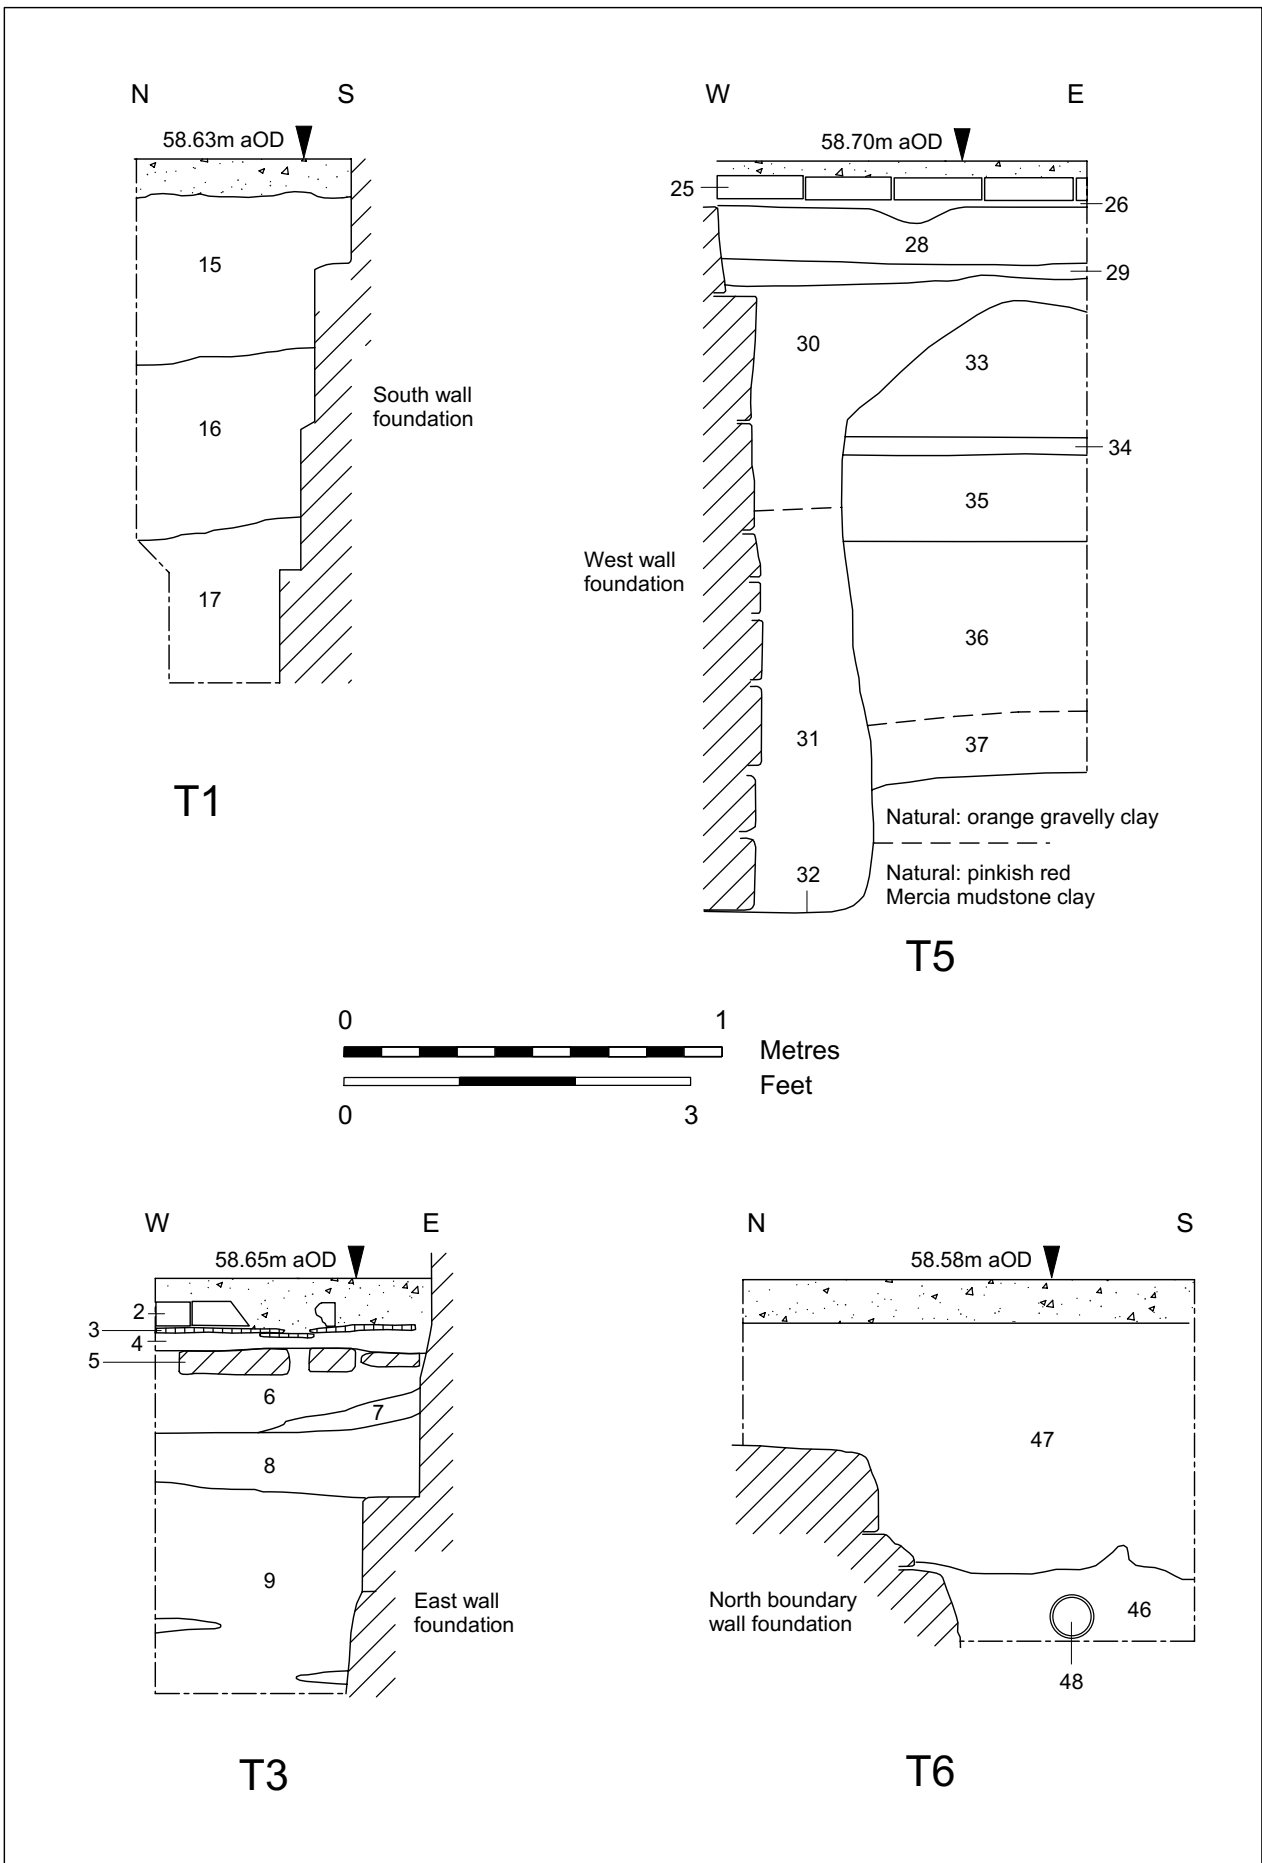 N
S
58.63m aOD
15
16
17
South wall
foundation
T1
W
E
58.70m aOD
25
26
28
29
30
33
34
35
West wall
foundation
36
31
37
Natural: orange gravelly clay
32
Natural: pinkish red
Mercia mudstone clay
T5
0
1
Metres
Feet
0
3
W
E
58.65m aOD
2
3
4
5
6
7
8
9
East wall
foundation
T3
N
S
58.58m aOD
47
North boundary
wall foundation
46
48
T6